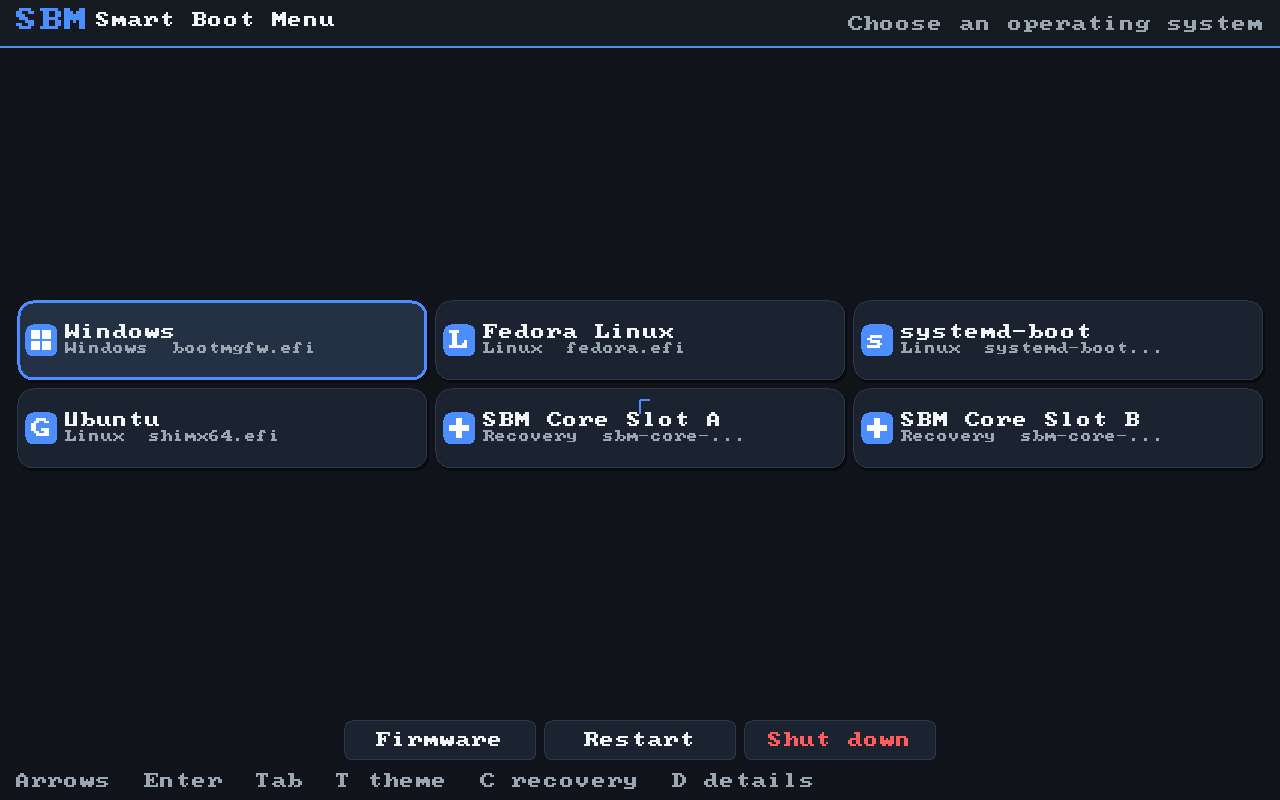 SBM Smart Boot Menu
Choose an operating system
Windows
Windows bootmgfw.efi
Fedora Linux
Linux fedora.efi
systemd-boot
Linux systemd-boot...
Ubuntu
Linux shimx64.efi
SBM Core Slot A
Recovery sbm-core-...
SBM Core Slot B
Recovery sbm-core-...
Firmware Restart Shut down
Arrows Enter Tab T theme C recovery D details